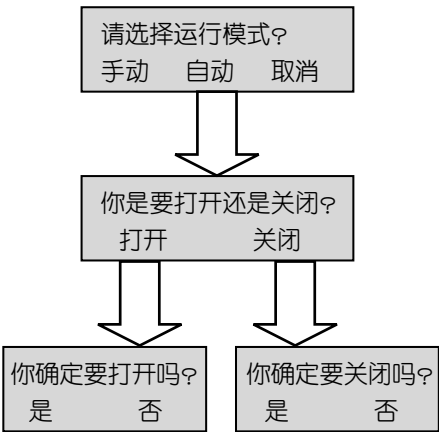 请选择运行模式?
手动 自动 取消
你是要打开还是关闭?
打开 关闭
你确定要打开吗?
是 否
你确定要关闭吗?
是 否